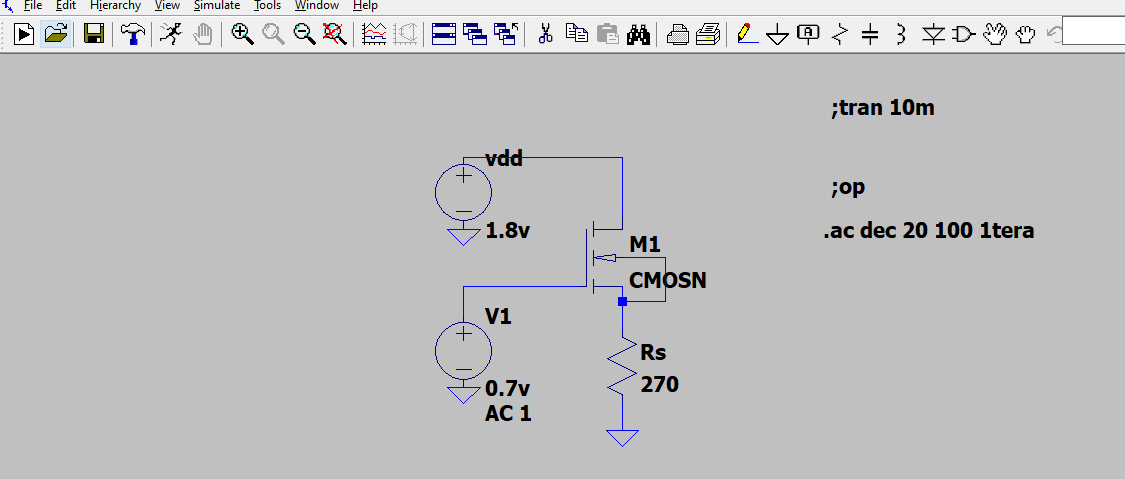 File Edit Hierarchy View Simulate Tools Window Help
;tran 10m
vdd
;op
1.8v
.ac dec 20 100 1tera
M1
CMOSN
V1
Rs
270
0.7v
AC 1